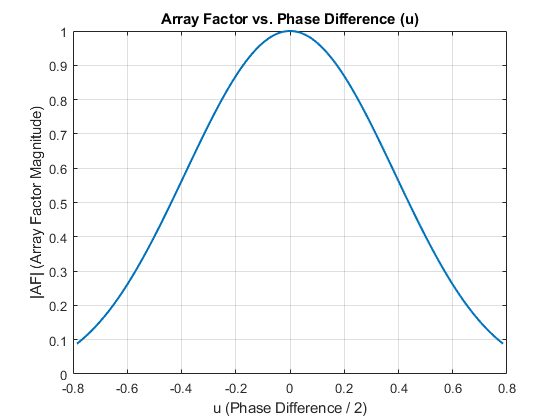 Array Factor vs. Phase Difference (u)
|AF| (Array Factor Magnitude)
1
0.9
0.8
0.7
0.6
0.5
0.4
0.3
0.2
0.1
0
-0.8 -0.6 -0.4 -0.2 0 0.2 0.4 0.6 0.8
u (Phase Difference / 2)